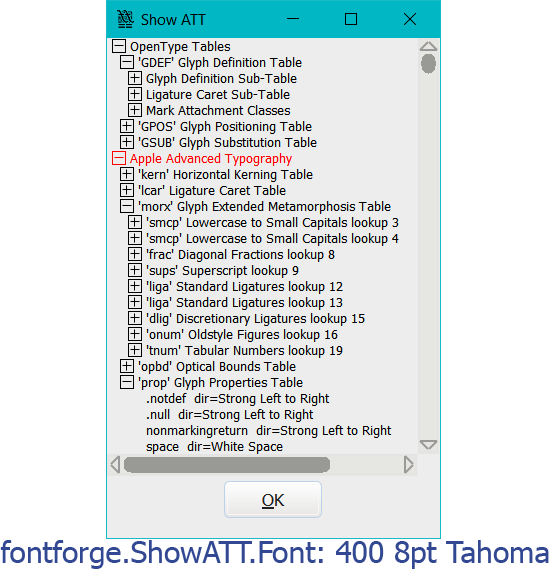 Show ATT
OpenType Tables
'GDEF' Glyph Definition Table
Glyph Definition Sub-Table
Ligature Caret Sub-Table
Mark Attachment Classes
'GPOS' Glyph Positioning Table
'GSUB' Glyph Substitution Table
Apple Advanced Typography
'kern' Horizontal Kerning Table
'lcar' Ligature Caret Table
'morx' Glyph Extended Metamorphosis Table
'smcp' Lowercase to Small Capitals lookup 3
'smcp' Lowercase to Small Capitals lookup 4
'frac' Diagonal Fractions lookup 8
'sups' Superscript lookup 9
'liga' Standard Ligatures lookup 12
'liga' Standard Ligatures lookup 13
'dlig' Discretionary Ligatures lookup 15
'onum' Oldstyle Figures lookup 16
'tnum' Tabular Numbers lookup 19
'opbd' Optical Bounds Table
'prop' Glyph Properties Table
.notdef  dir=Strong Left to Right
.null  dir=Strong Left to Right
nonmarkingreturn  dir=Strong Left to Right
space  dir=White Space
OK
fontforge.ShowATT.Font: 400 8pt Tahoma